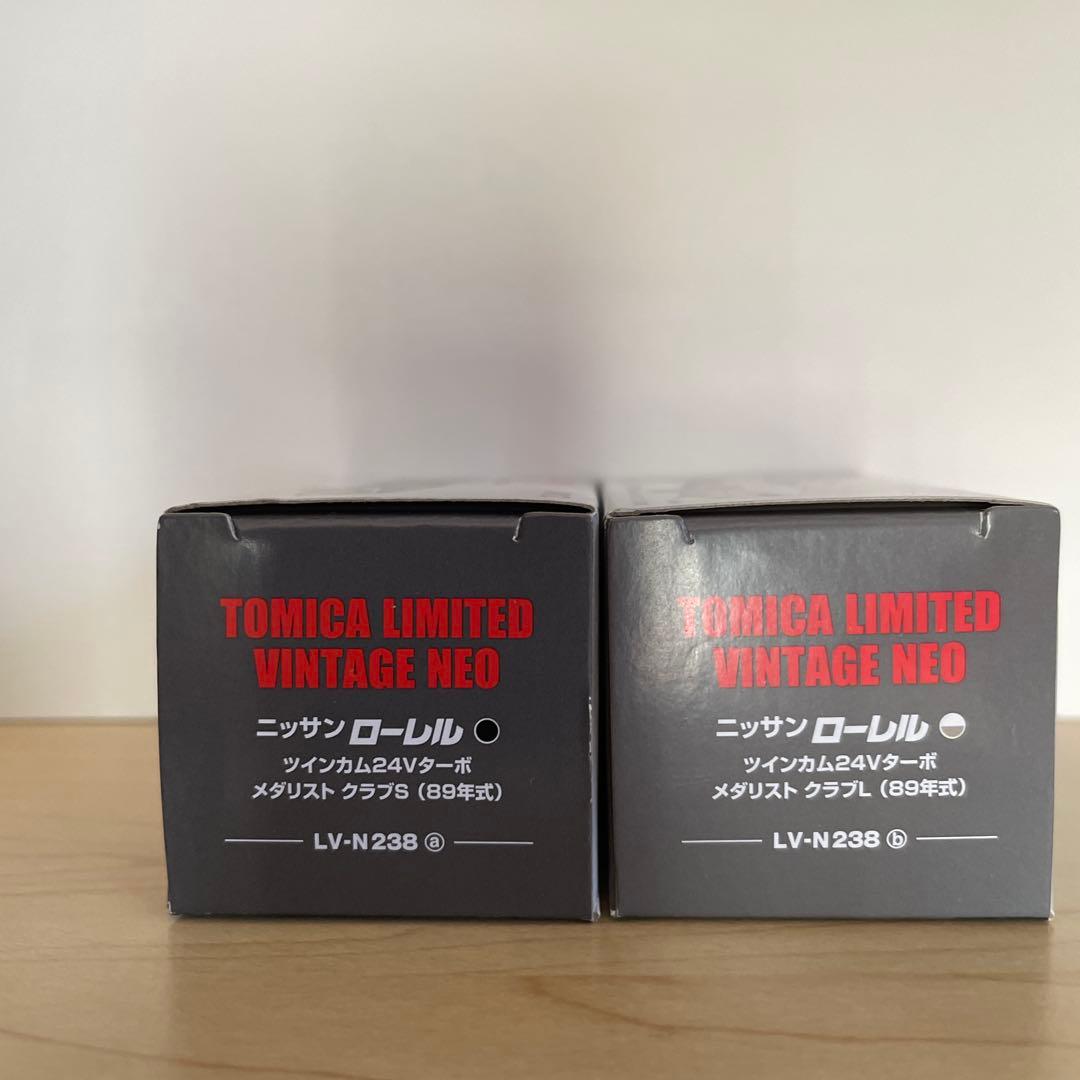 TOMICA LIMITED
VINTAGE NEO
ニッサン ローレル
ツインカム24Vターボ
メダリスト クラブS（89年式）
LV-N238 ⓐ
TOMICA LIMITED
VINTAGE NEO
ニッサン ローレル
ツインカム24Vターボ
メダリスト クラブL（89年式）
LV-N238 ⓑ